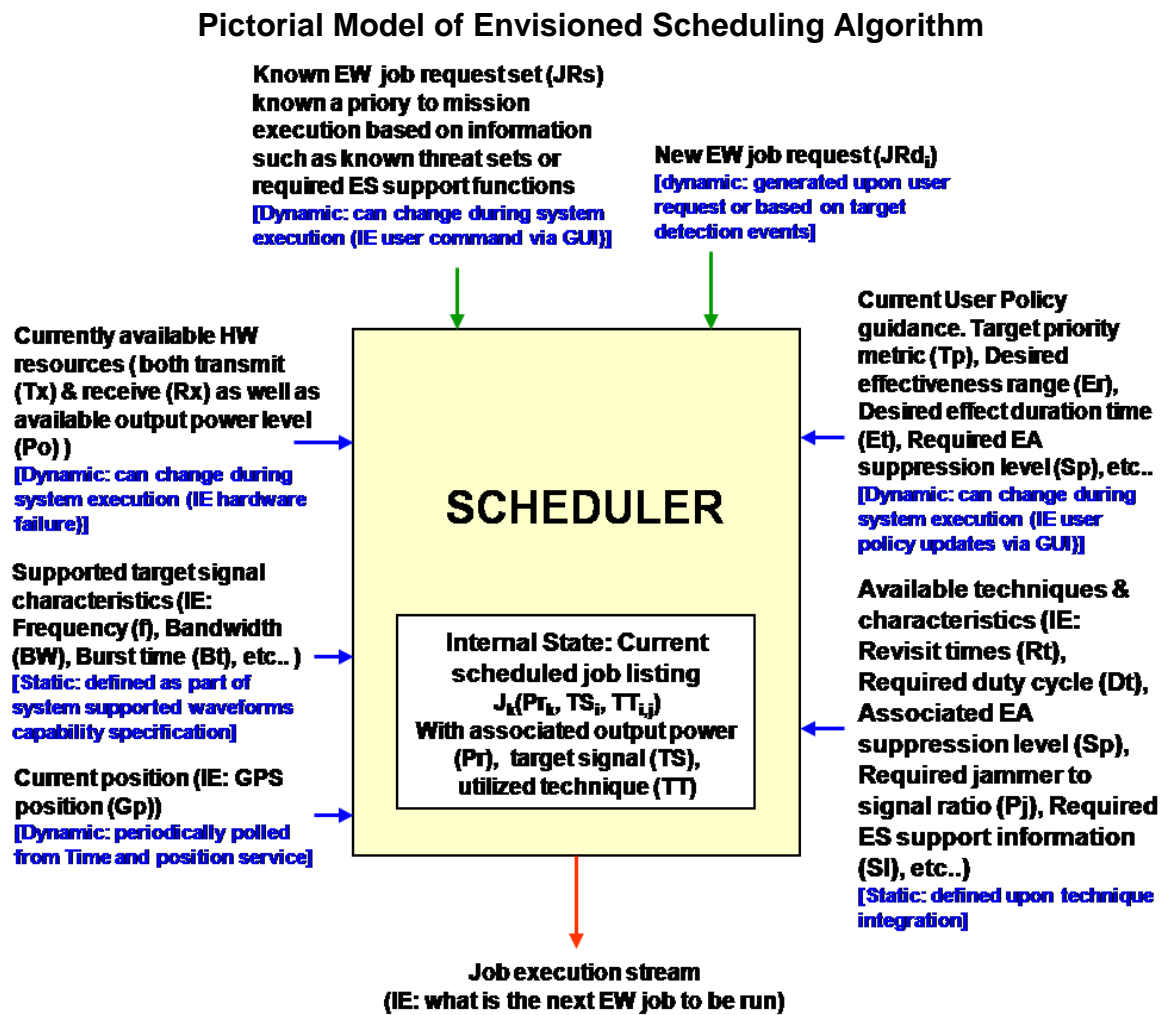 Pictorial Model of Envisioned Scheduling Algorithm
Known EW job request set (JRs)
known a priory to mission
execution based on information
such as known threat sets or
required ES support functions
[Dynamic: can change during system
execution (IE user command via GUI)]
New EW job request (JRdi)
[dynamic: generated upon user
request or based on target
detection events]
Currently available HW
resources ( both transmit
(Tx) & receive (Rx) as well as
available output power level
(Po) )
[Dynamic: can change during
system execution (IE hardware
failure)]
Supported target signal
characteristics (IE:
Frequency (f), Bandwidth
(BW), Burst time (Bt), etc.. )
[Static: defined as part of
system supported waveforms
capability specification]
Current position (IE: GPS
position (Gp))
[Dynamic: periodically polled
from Time and position service]
SCHEDULER
Internal State: Current
scheduled job listing
Jk(Prk, TSi, TTi,j)
With associated output power
(Pr), target signal (TS),
utilized technique (TT)
Current User Policy
guidance. Target priority
metric (Tp), Desired
effectiveness range (Er),
Desired effect duration time
(Et), Required EA
suppression level (Sp), etc..
[Dynamic: can change during
system execution (IE user
policy updates via GUI)]
Available techniques &
characteristics (IE:
Revisit times (Rt),
Required duty cycle (Dt),
Associated EA
suppression level (Sp),
Required jammer to
signal ratio (Pj), Required
ES support information
(SI), etc..)
[Static: defined upon technique
integration]
Job execution stream
(IE: what is the next EW job to be run)